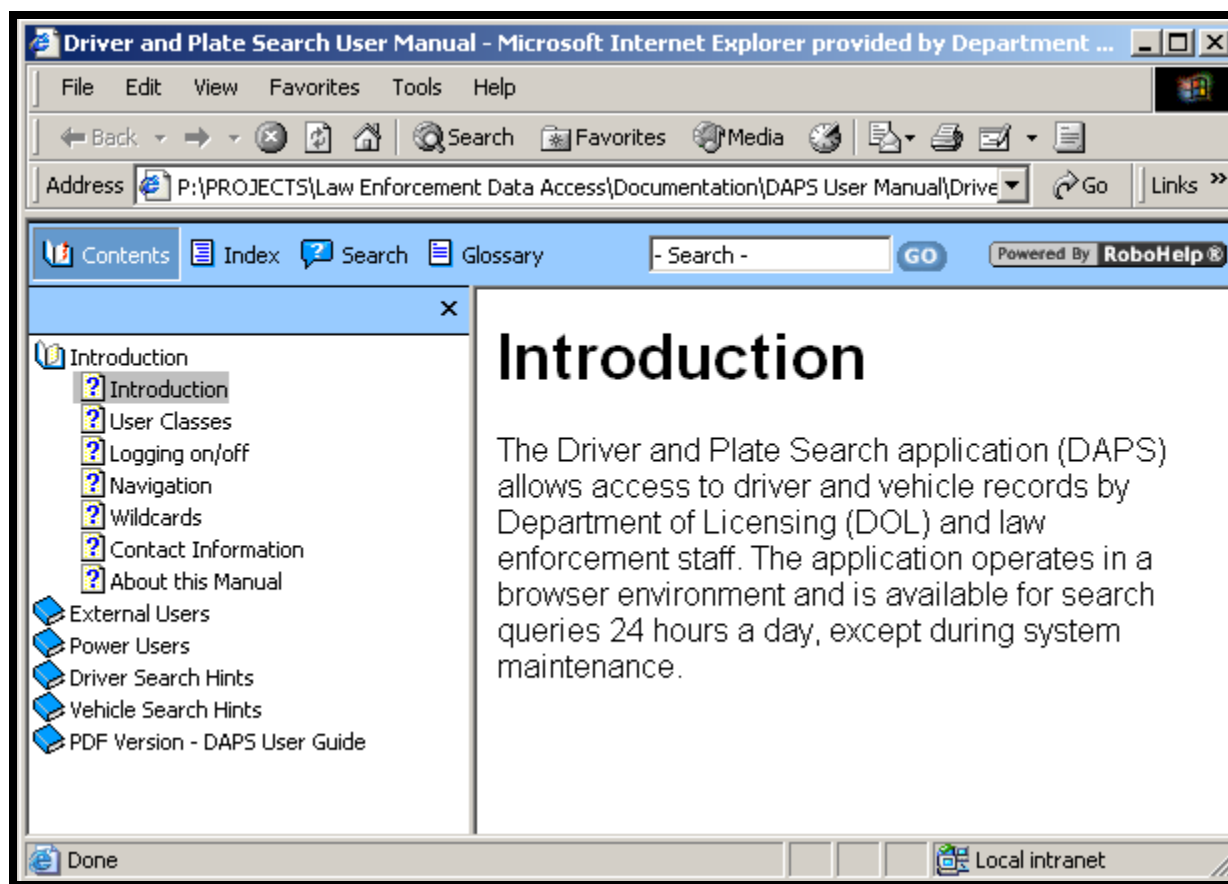 Driver and Plate Search User Manual - Microsoft Internet Explorer provided by Department ...
File Edit View Favorites Tools Help
Back Search Favorites Media
Address P:\PROJECTS\Law Enforcement Data Access\Documentation\DAPS User Manual\Drive Go Links »
Contents Index Search Glossary - Search - GO Powered By RoboHelp ®
Introduction
Introduction
User Classes
Logging on/off
Navigation
Wildcards
Contact Information
About this Manual
External Users
Power Users
Driver Search Hints
Vehicle Search Hints
PDF Version - DAPS User Guide
Introduction
The Driver and Plate Search application (DAPS)
allows access to driver and vehicle records by
Department of Licensing (DOL) and law
enforcement staff. The application operates in a
browser environment and is available for search
queries 24 hours a day, except during system
maintenance.
Done Local intranet